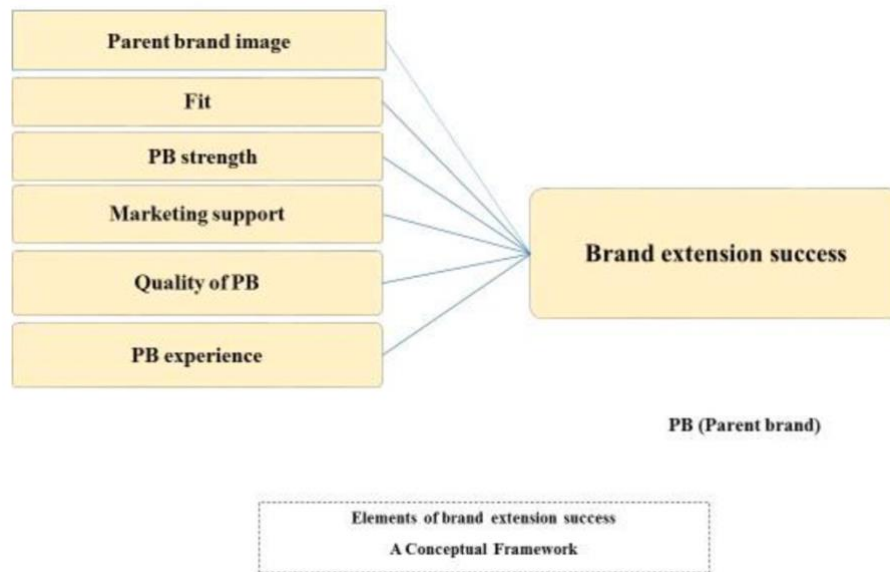 Parent brand image
Fit
PB strength
Marketing support
Quality of PB
PB experience
Brand extension success
PB (Parent brand)
Elements of brand extension success
A Conceptual Framework